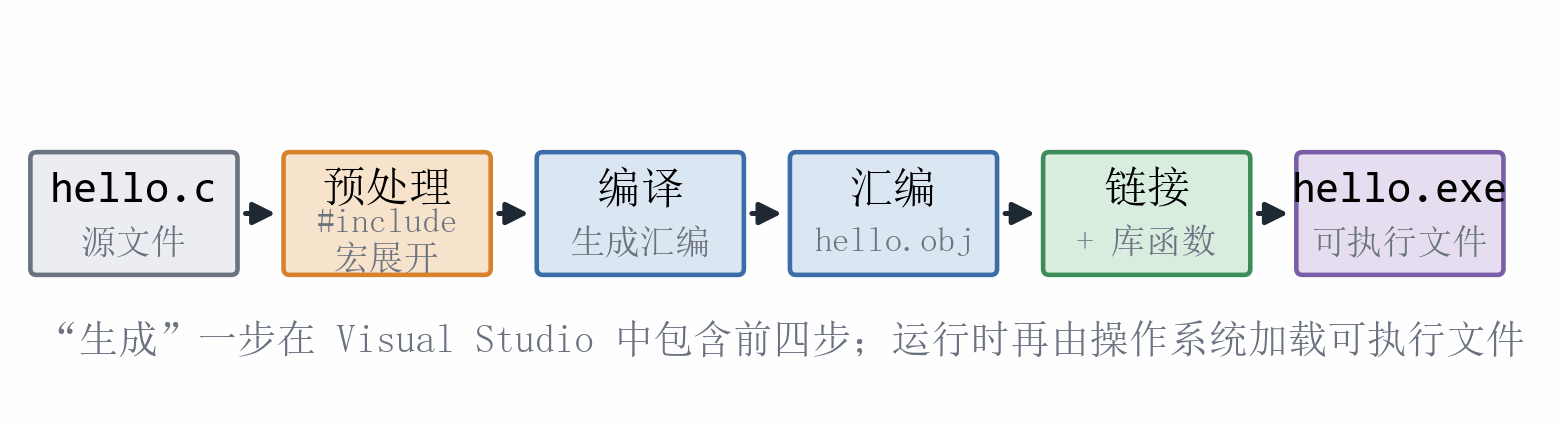 hello.c
源文件
预处理
#include
宏展开
编译
生成汇编
汇编
hello.obj
链接
+ 库函数
hello.exe
可执行文件
“生成”一步在 Visual Studio 中包含前四步；运行时再由操作系统加载可执行文件